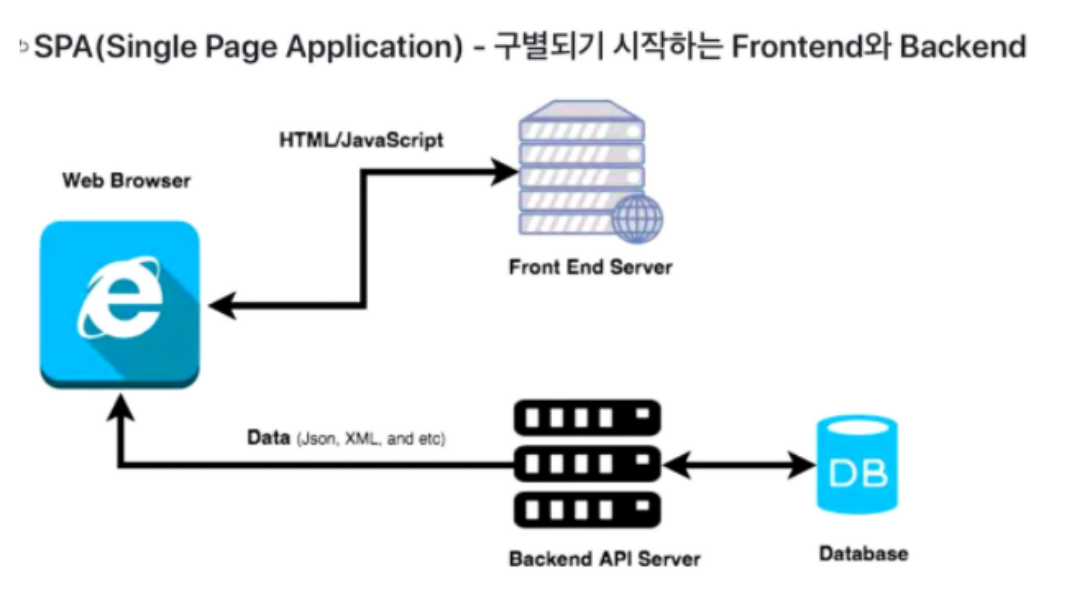 SPA(Single Page Application) - 구별되기 시작하는 Frontend와 Backend
HTML/JavaScript
Web Browser
Front End Server
Data (Json, XML, and etc)
DB
Backend API Server
Database